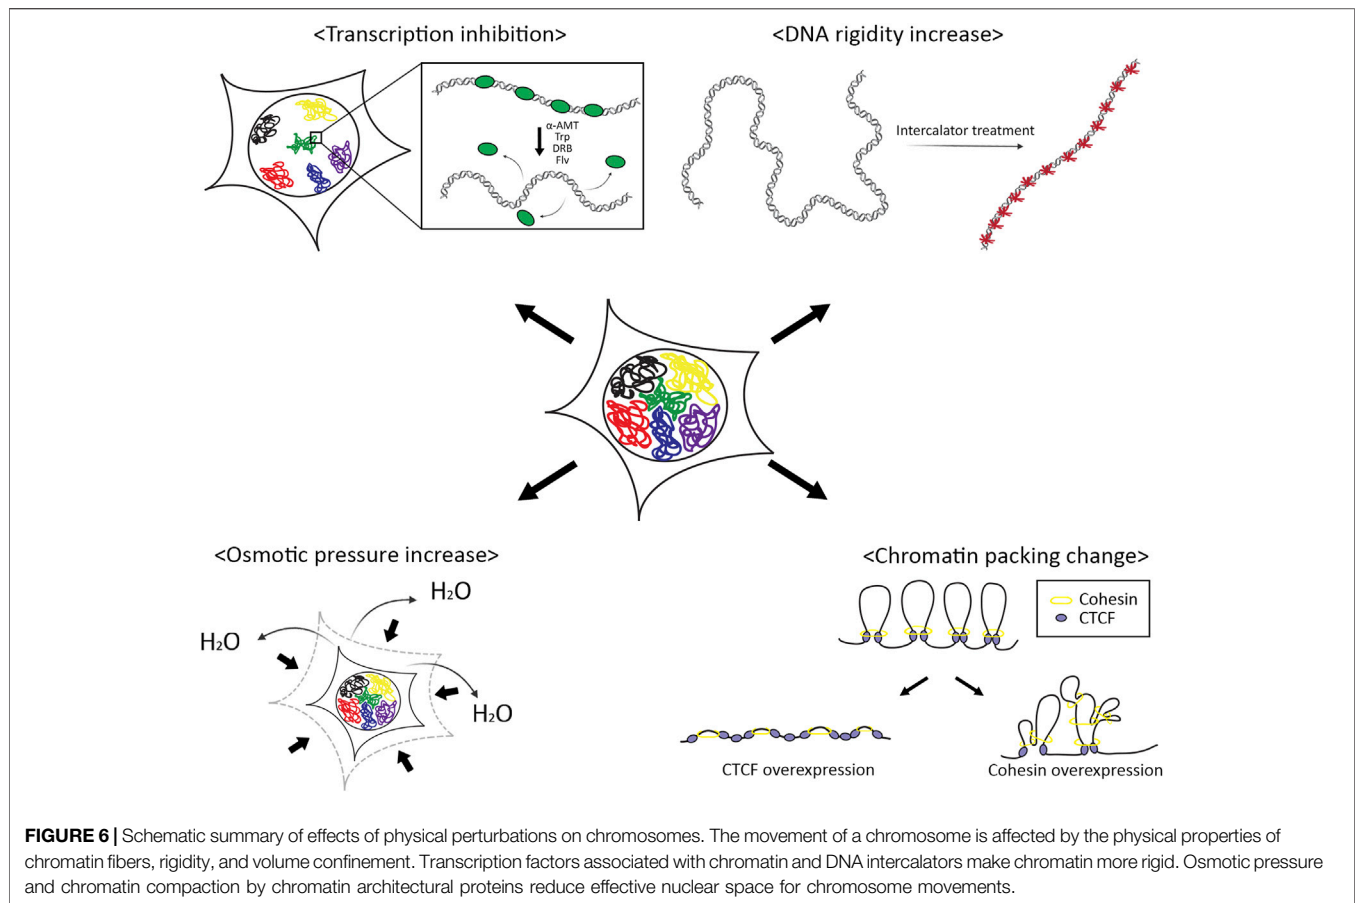 <Transcription inhibition>
<DNA rigidity increase>
α-AMT
Trp
DRB
Flv
Intercalator treatment
<Osmotic pressure increase>
H₂O
H₂O
H₂O
<Chromatin packing change>
Cohesin
CTCF
CTCF overexpression
Cohesin overexpression
FIGURE 6 | Schematic summary of effects of physical perturbations on chromosomes. The movement of a chromosome is affected by the physical properties of
chromatin fibers, rigidity, and volume confinement. Transcription factors associated with chromatin and DNA intercalators make chromatin more rigid. Osmotic pressure
and chromatin compaction by chromatin architectural proteins reduce effective nuclear space for chromosome movements.